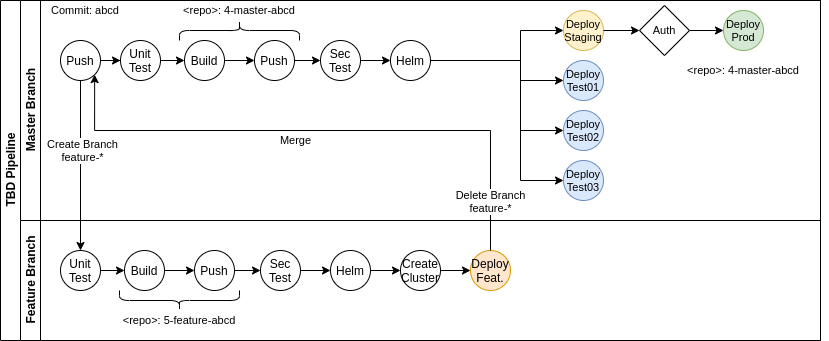 TBD Pipeline
Master Branch
Commit: abcd
<repo>: 4-master-abcd
Push
Unit
Test
Build
Push
Sec
Test
Helm
Deploy
Staging
Auth
Deploy
Prod
<repo>: 4-master-abcd
Deploy
Test01
Deploy
Test02
Deploy
Test03
Create Branch
feature-*
Merge
Delete Branch
feature-*
Feature Branch
Unit
Test
Build
Push
Sec
Test
Helm
Create
Cluster
Deploy
Feat.
<repo>: 5-feature-abcd